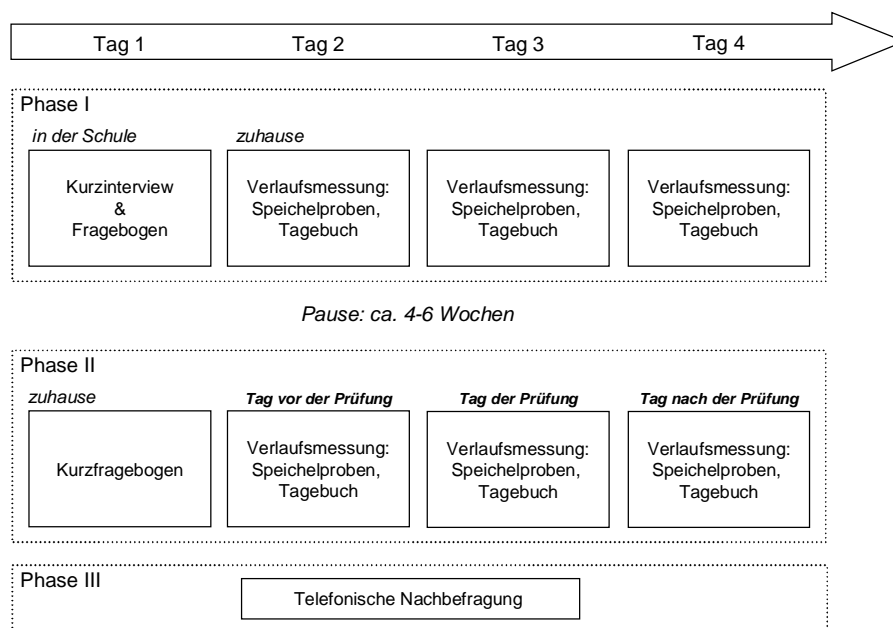 Tag 1 Tag 2 Tag 3 Tag 4
Phase I
in der Schule zuhause
Kurzinterview
&
Fragebogen
Verlaufsmessung:
Speichelproben,
Tagebuch
Verlaufsmessung:
Speichelproben,
Tagebuch
Verlaufsmessung:
Speichelproben,
Tagebuch
Pause: ca. 4-6 Wochen
Phase II
zuhause Tag vor der Prüfung Tag der Prüfung Tag nach der Prüfung
Kurzfragebogen
Verlaufsmessung:
Speichelproben,
Tagebuch
Verlaufsmessung:
Speichelproben,
Tagebuch
Verlaufsmessung:
Speichelproben,
Tagebuch
Phase III
Telefonische Nachbefragung